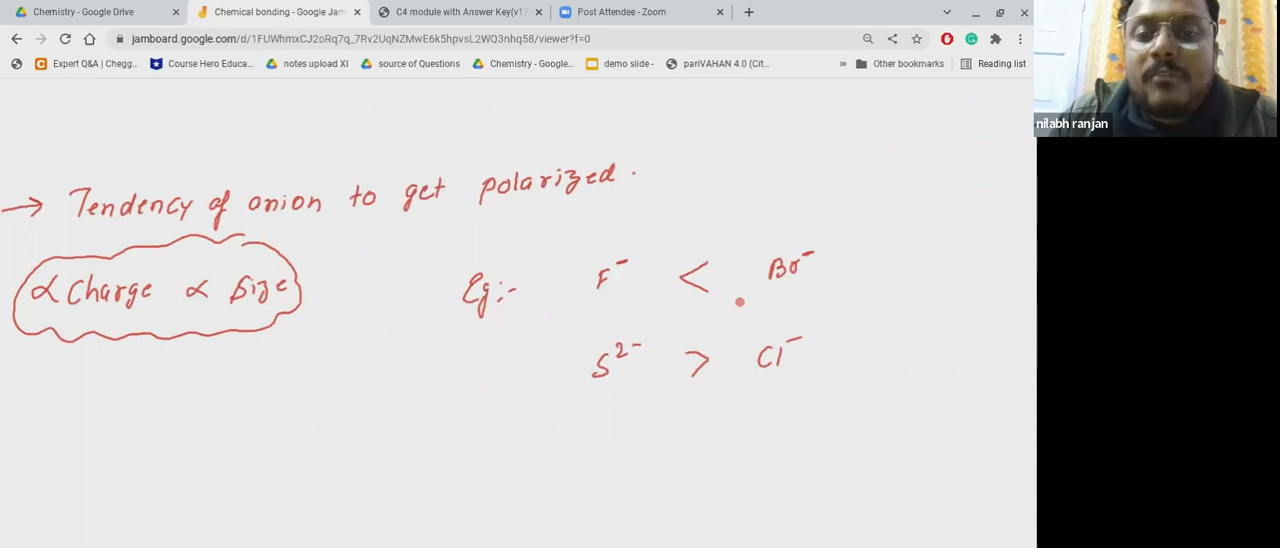 Chemistry - Google Drive
Chemical bonding - Google Jam
C4 module with Answer Key(v1
Post Attendee - Zoom
jamboard.google.com/d/1FUWhmxCJ2oRq7q_7Rv2UqNZMwE6k5hpvsL2WQ3nhq58/viewer?f=0
Expert Q&A | Chegg...
Course Hero Educa...
notes upload XI
source of Questions
Chemistry - Google...
demo slide -
pariVAHAN 4.0 (Cit...
»
Other bookmarks
Reading list
nilabh ranjan
→ Tendency of anion to get polarized.
∝ Charge ∝ Size
Eg:- F⁻ < Br⁻
S²⁻ > Cl⁻